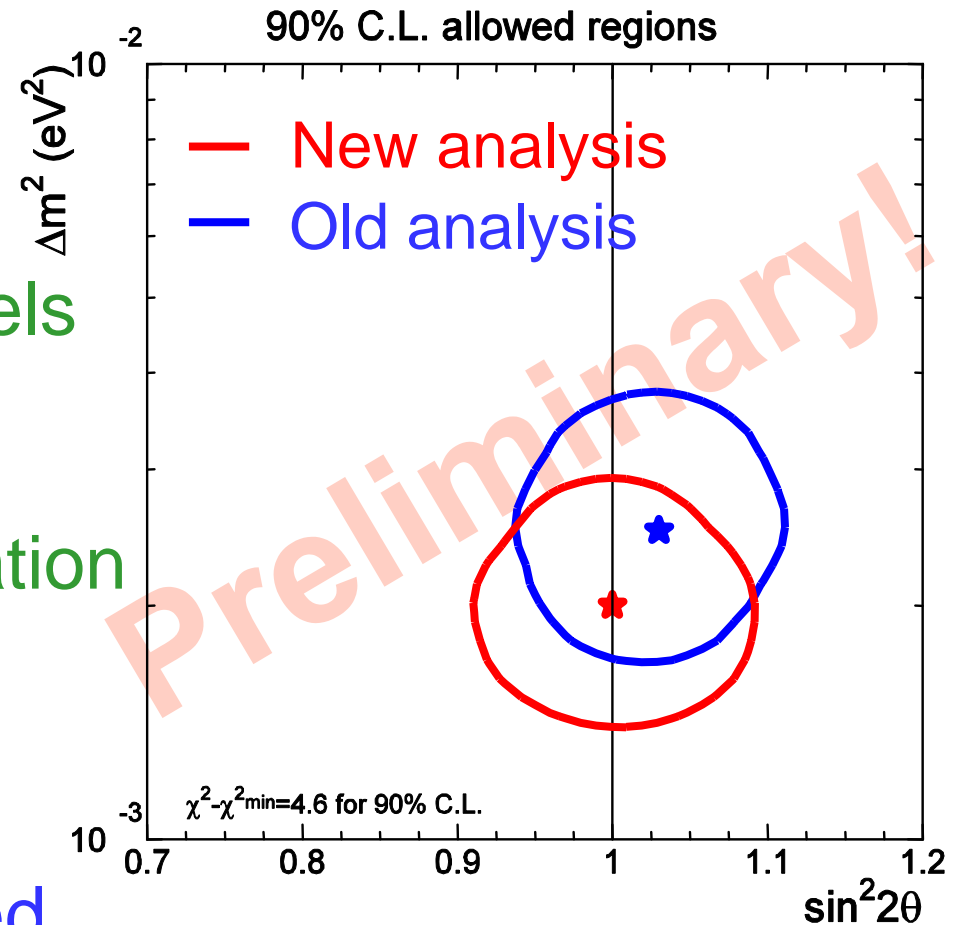 90% C.L. allowed regions
10 -2
Δm² (eV²)
New analysis
Old analysis
Preliminary!
els
ation
χ²-χ²min=4.6 for 90% C.L.
10 -3
0.7 0.8 0.9 1 1.1 1.2
sin²2θ
ed